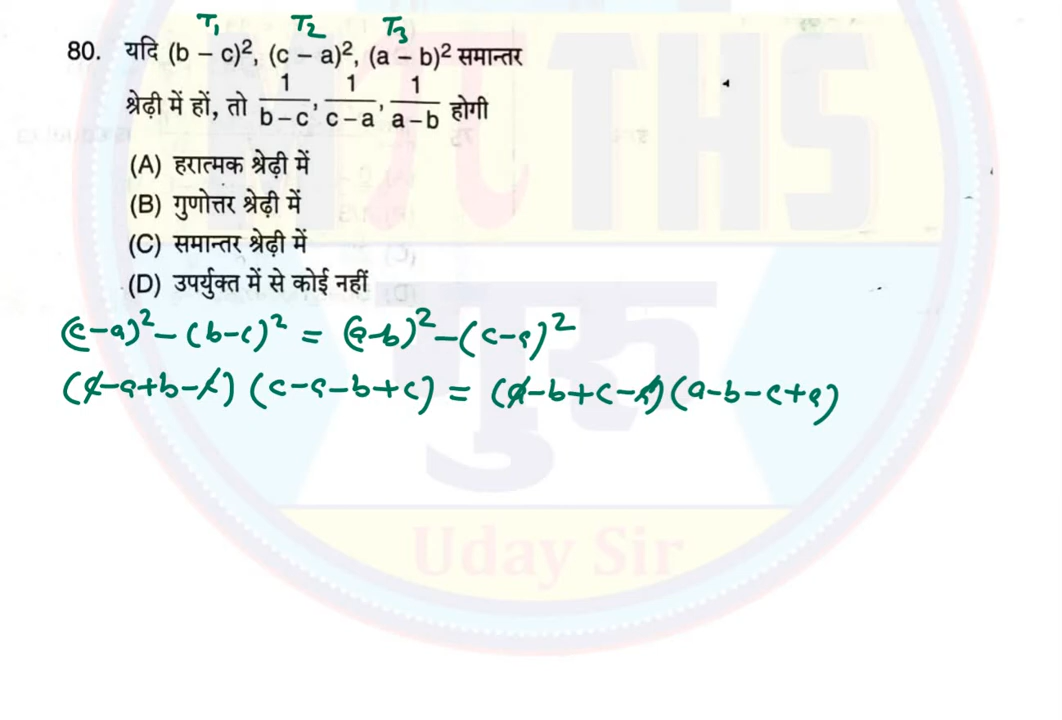 T₁ T₂ T₃
80. यदि (b – c)², (c – a)², (a – b)² समान्तर
श्रेढ़ी में हों, तो 1/(b–c), 1/(c–a), 1/(a–b) होगी
(A) हरात्मक श्रेढ़ी में
(B) गुणोत्तर श्रेढ़ी में
(C) समान्तर श्रेढ़ी में
(D) उपर्युक्त में से कोई नहीं
(c-a)² - (b-c)² = (a-b)² - (c-a)²
(c-a+b-c) (c-a-b+c) = (a-b+c-a) (a-b-c+a)
MπTHS
गुरु
Uday Sir